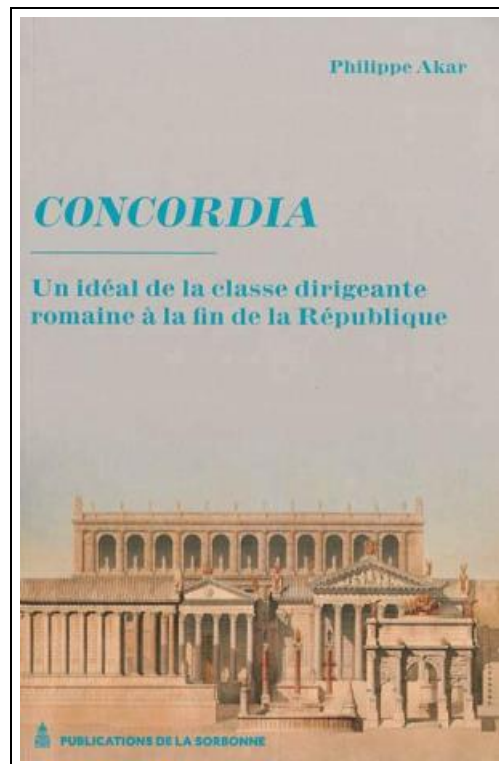 Philippe Akar
CONCORDIA
Un idéal de la classe dirigeante
romaine à la fin de la République
PUBLICATIONS DE LA SORBONNE